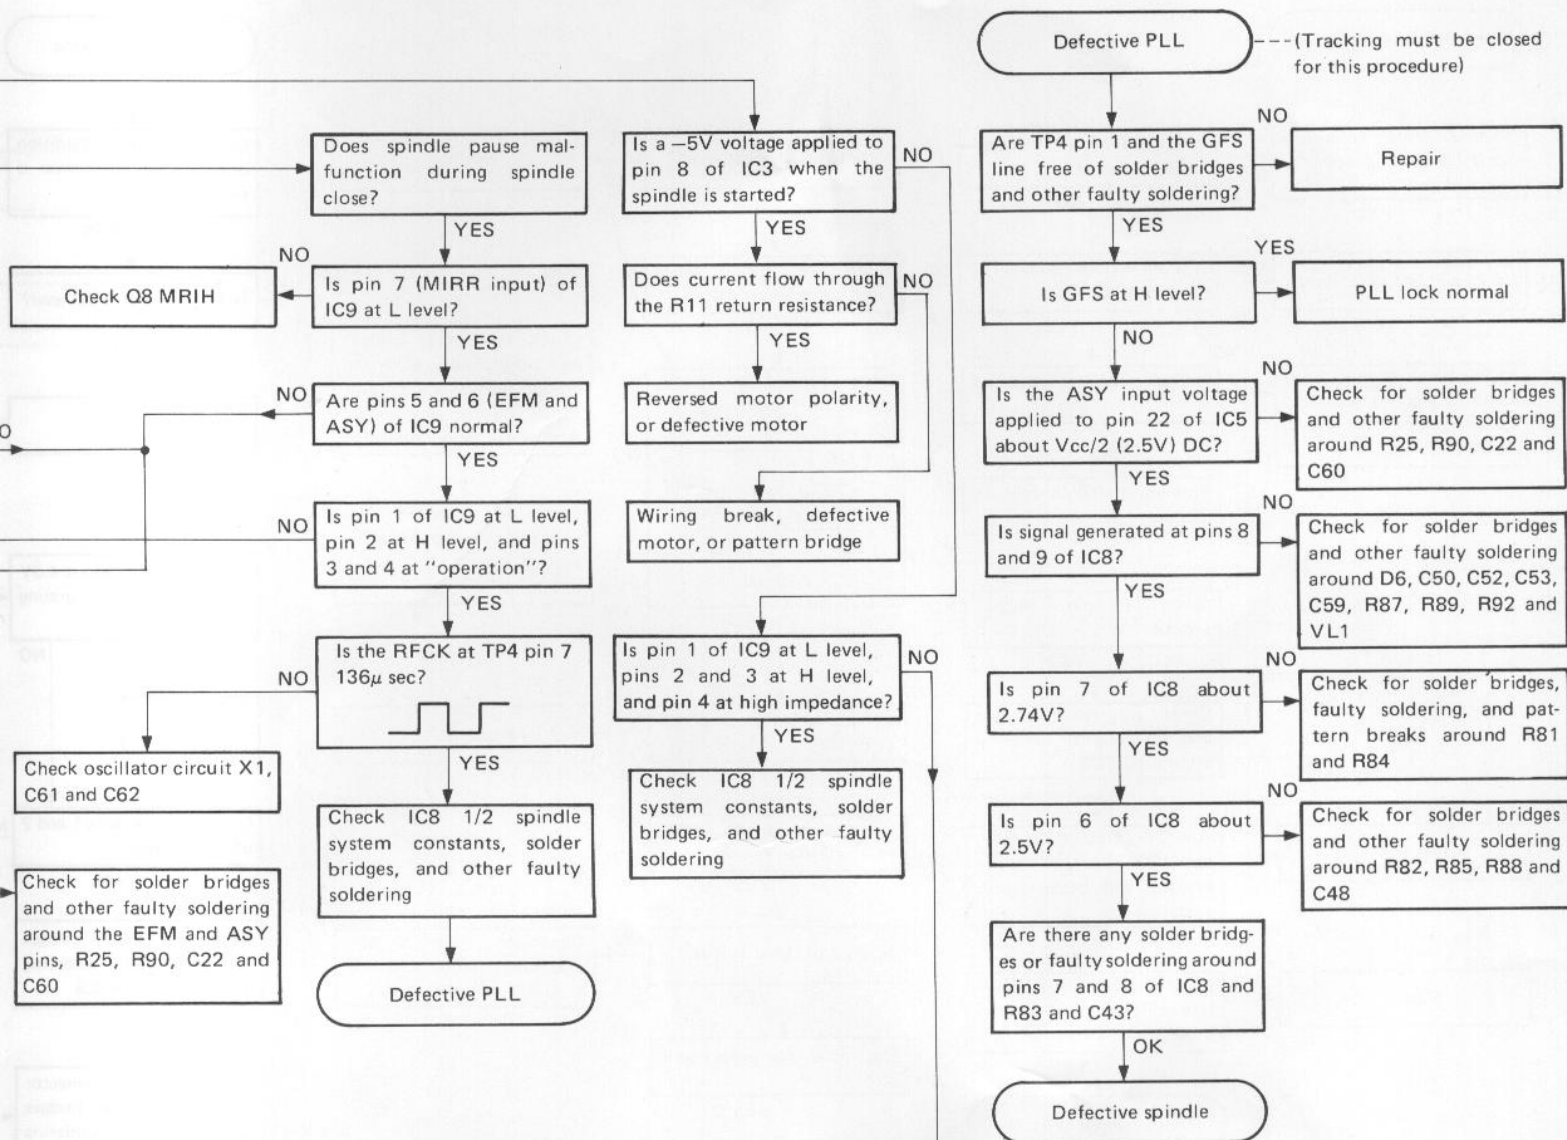 Does spindle pause mal-
function during spindle
close?
YES
NO
Is pin 7 (MIRR input) of
IC9 at L level?
Check Q8 MRIH
YES
NO
Are pins 5 and 6 (EFM and
ASY) of IC9 normal?
YES
NO
Is pin 1 of IC9 at L level,
pin 2 at H level, and pins
3 and 4 at "operation"?
YES
Is the RFCK at TP4 pin 7
136μ sec?
NO
YES
Check oscillator circuit X1,
C61 and C62
Check IC8 1/2 spindle
system constants, solder
bridges, and other faulty
soldering
Check for solder bridges
and other faulty soldering
around the EFM and ASY
pins, R25, R90, C22 and
C60
Defective PLL
Is a −5V voltage applied to
pin 8 of IC3 when the
spindle is started?
NO
YES
Does current flow through
the R11 return resistance?
NO
YES
Reversed motor polarity,
or defective motor
Wiring break, defective
motor, or pattern bridge
Is pin 1 of IC9 at L level,
pins 2 and 3 at H level,
and pin 4 at high impedance?
NO
YES
Check IC8 1/2 spindle
system constants, solder
bridges, and other faulty
soldering
Defective PLL
(Tracking must be closed
for this procedure)
Are TP4 pin 1 and the GFS
line free of solder bridges
and other faulty soldering?
NO
Repair
YES
Is GFS at H level?
YES
PLL lock normal
NO
Is the ASY input voltage
applied to pin 22 of IC5
about Vcc/2 (2.5V) DC?
NO
Check for solder bridges
and other faulty soldering
around R25, R90, C22 and
C60
YES
Is signal generated at pins 8
and 9 of IC8?
NO
Check for solder bridges
and other faulty soldering
around D6, C50, C52, C53,
C59, R87, R89, R92 and
VL1
YES
Is pin 7 of IC8 about
2.74V?
NO
Check for solder bridges,
faulty soldering, and pat-
tern breaks around R81
and R84
YES
Is pin 6 of IC8 about
2.5V?
NO
Check for solder bridges
and other faulty soldering
around R82, R85, R88 and
C48
YES
Are there any solder bridg-
es or faulty soldering around
pins 7 and 8 of IC8 and
R83 and C43?
OK
Defective spindle